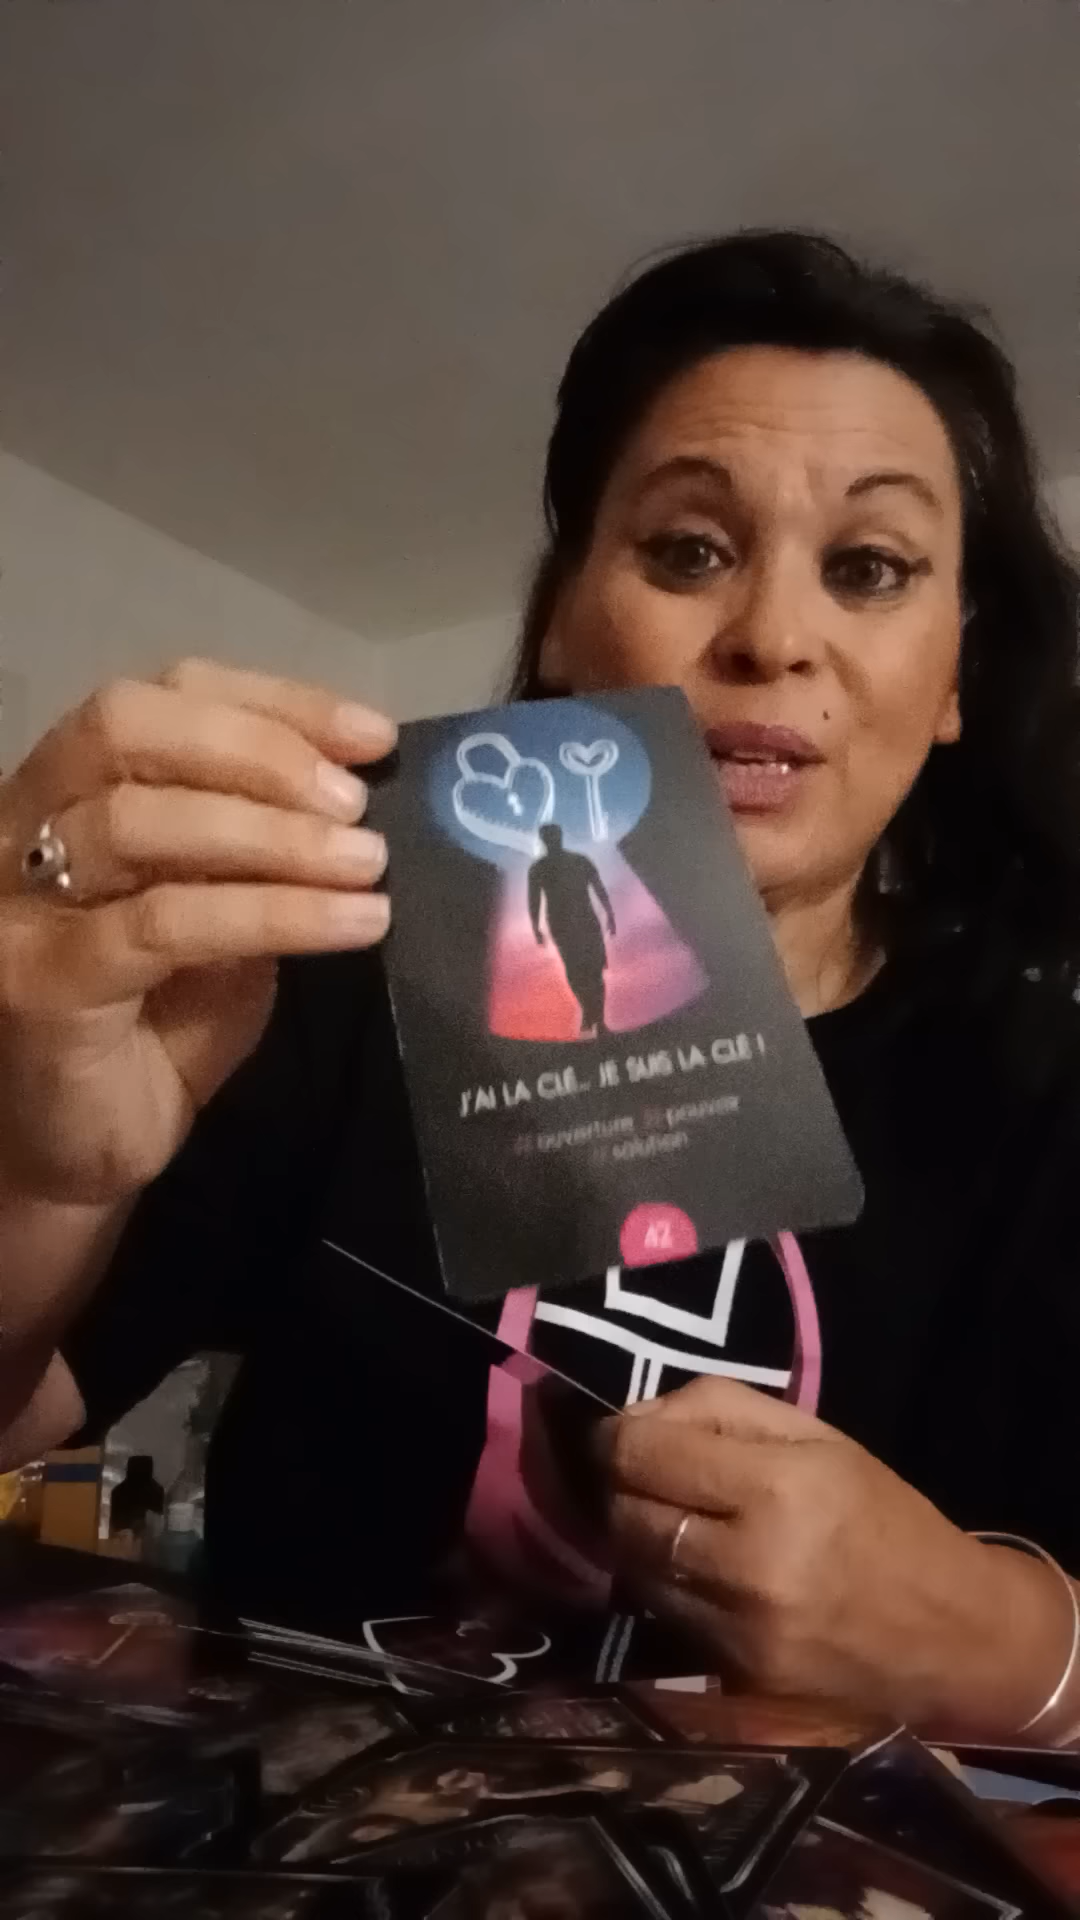 J'AI LA CLÉ... JE SUIS LA CLÉ !
# ouverture # pouvoir
# solution
42